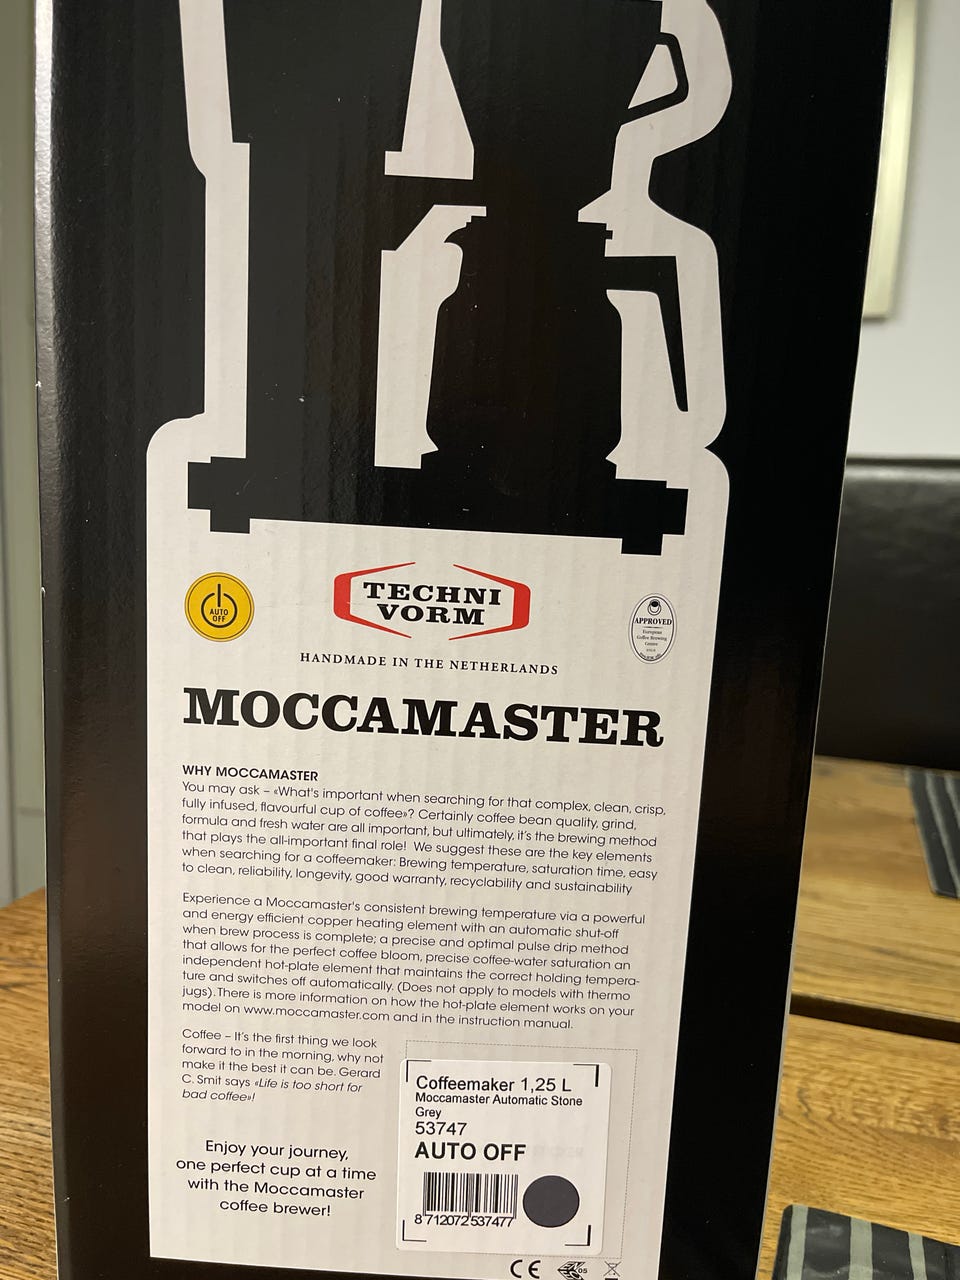 AUTO
OFF
TECHNI
VORM
APPROVED
European
Coffee Brewing
Centre
HANDMADE IN THE NETHERLANDS
MOCCAMASTER
WHY MOCCAMASTER
You may ask – «What's important when searching for that complex, clean, crisp,
fully infused, flavourful cup of coffee»? Certainly coffee bean quality, grind,
formula and fresh water are all important, but ultimately, it's the brewing method
that plays the all-important final role! We suggest these are the key elements
when searching for a coffeemaker: Brewing temperature, saturation time, easy
to clean, reliability, longevity, good warranty, recyclability and sustainability
Experience a Moccamaster's consistent brewing temperature via a powerful
and energy efficient copper heating element with an automatic shut-off
when brew process is complete; a precise and optimal pulse drip method
that allows for the perfect coffee bloom, precise coffee-water saturation an
independent hot-plate element that maintains the correct holding tempera-
ture and switches off automatically. (Does not apply to models with thermo
jugs). There is more information on how the hot-plate element works on your
model on www.moccamaster.com and in the instruction manual.
Coffee – It's the first thing we look
forward to in the morning, why not
make it the best it can be. Gerard
C. Smit says «Life is too short for
bad coffee»!
Enjoy your journey,
one perfect cup at a time
with the Moccamaster
coffee brewer!
Coffeemaker 1,25 L
Moccamaster Automatic Stone
Grey
53747
AUTO OFF
8 712072 537477
CE
05